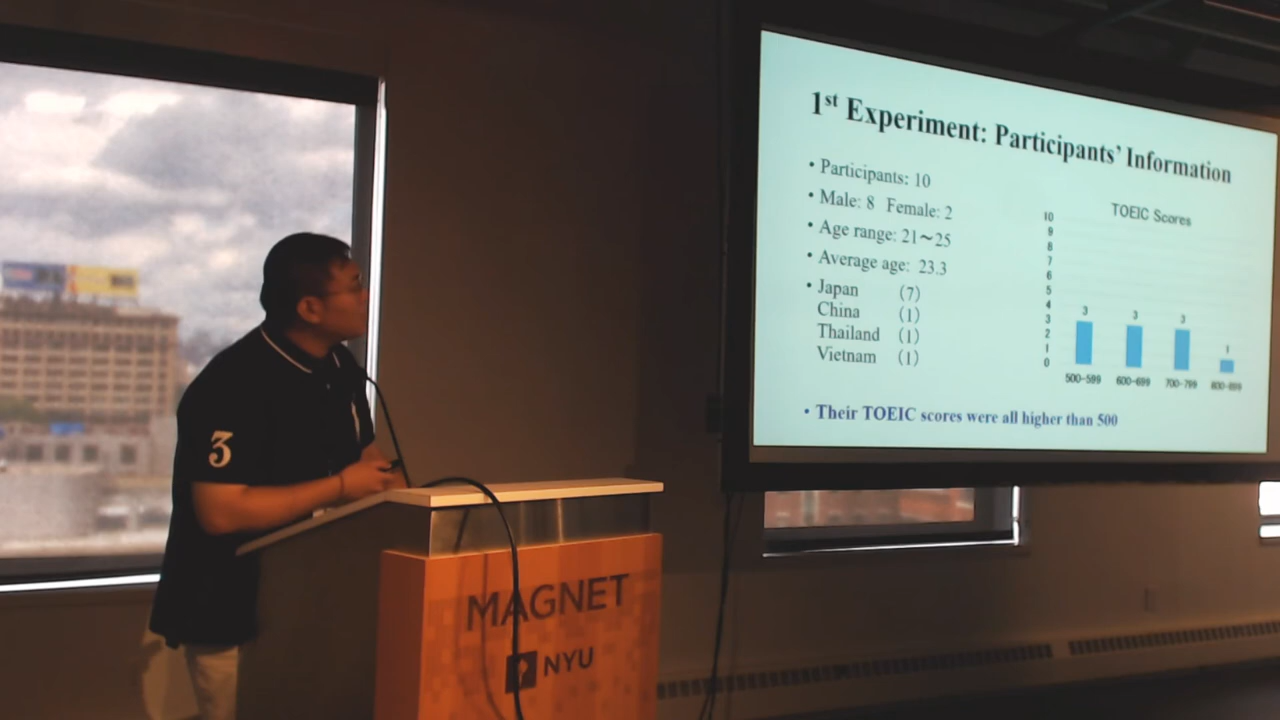 1st Experiment: Participants' Information
• Participants: 10
• Male: 8 Female: 2
• Age range: 21〜25
• Average age: 23.3
• Japan (7)
China (1)
Thailand (1)
Vietnam (1)
• Their TOEIC scores were all higher than 500
TOEIC Scores
10
9
8
7
6
5
4
3
2
1
0
3
3
3
1
500-599
600-699
700-799
800-899
3
MAGNET
NYU